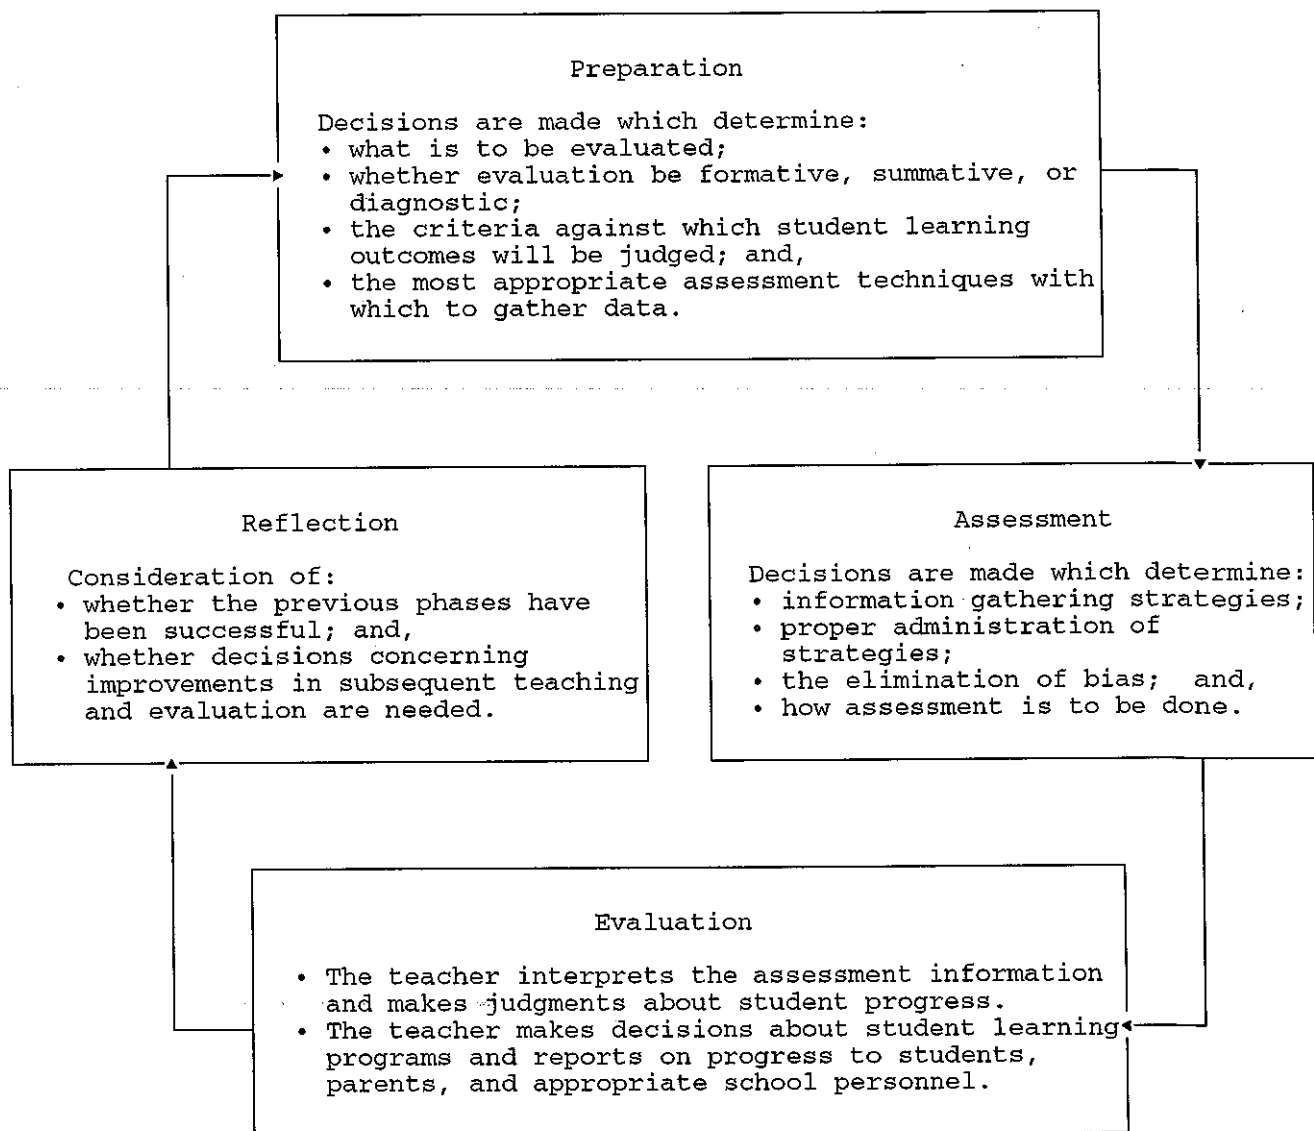 Preparation
Decisions are made which determine:
• what is to be evaluated;
• whether evaluation be formative, summative, or
diagnostic;
• the criteria against which student learning
outcomes will be judged; and,
• the most appropriate assessment techniques with
which to gather data.
Reflection
Consideration of:
• whether the previous phases have
been successful; and,
• whether decisions concerning
improvements in subsequent teaching
and evaluation are needed.
Assessment
Decisions are made which determine:
• information gathering strategies;
• proper administration of
strategies;
• the elimination of bias; and,
• how assessment is to be done.
Evaluation
• The teacher interprets the assessment information
and makes judgments about student progress.
• The teacher makes decisions about student learning
programs and reports on progress to students,
parents, and appropriate school personnel.